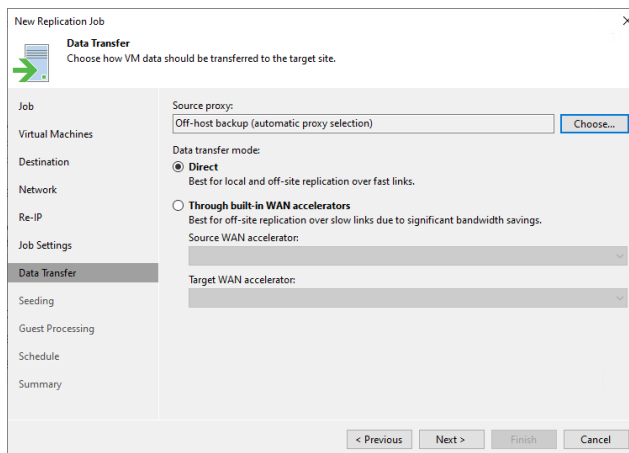 New Replication Job
Data Transfer
Choose how VM data should be transferred to the target site.
Job
Virtual Machines
Destination
Network
Re-IP
Job Settings
Data Transfer
Seeding
Guest Processing
Schedule
Summary
Source proxy:
Off-host backup (automatic proxy selection)
Choose...
Data transfer mode:
Direct
Best for local and off-site replication over fast links.
Through built-in WAN accelerators
Best for off-site replication over slow links due to significant bandwidth savings.
Source WAN accelerator:
Target WAN accelerator:
< Previous
Next >
Finish
Cancel